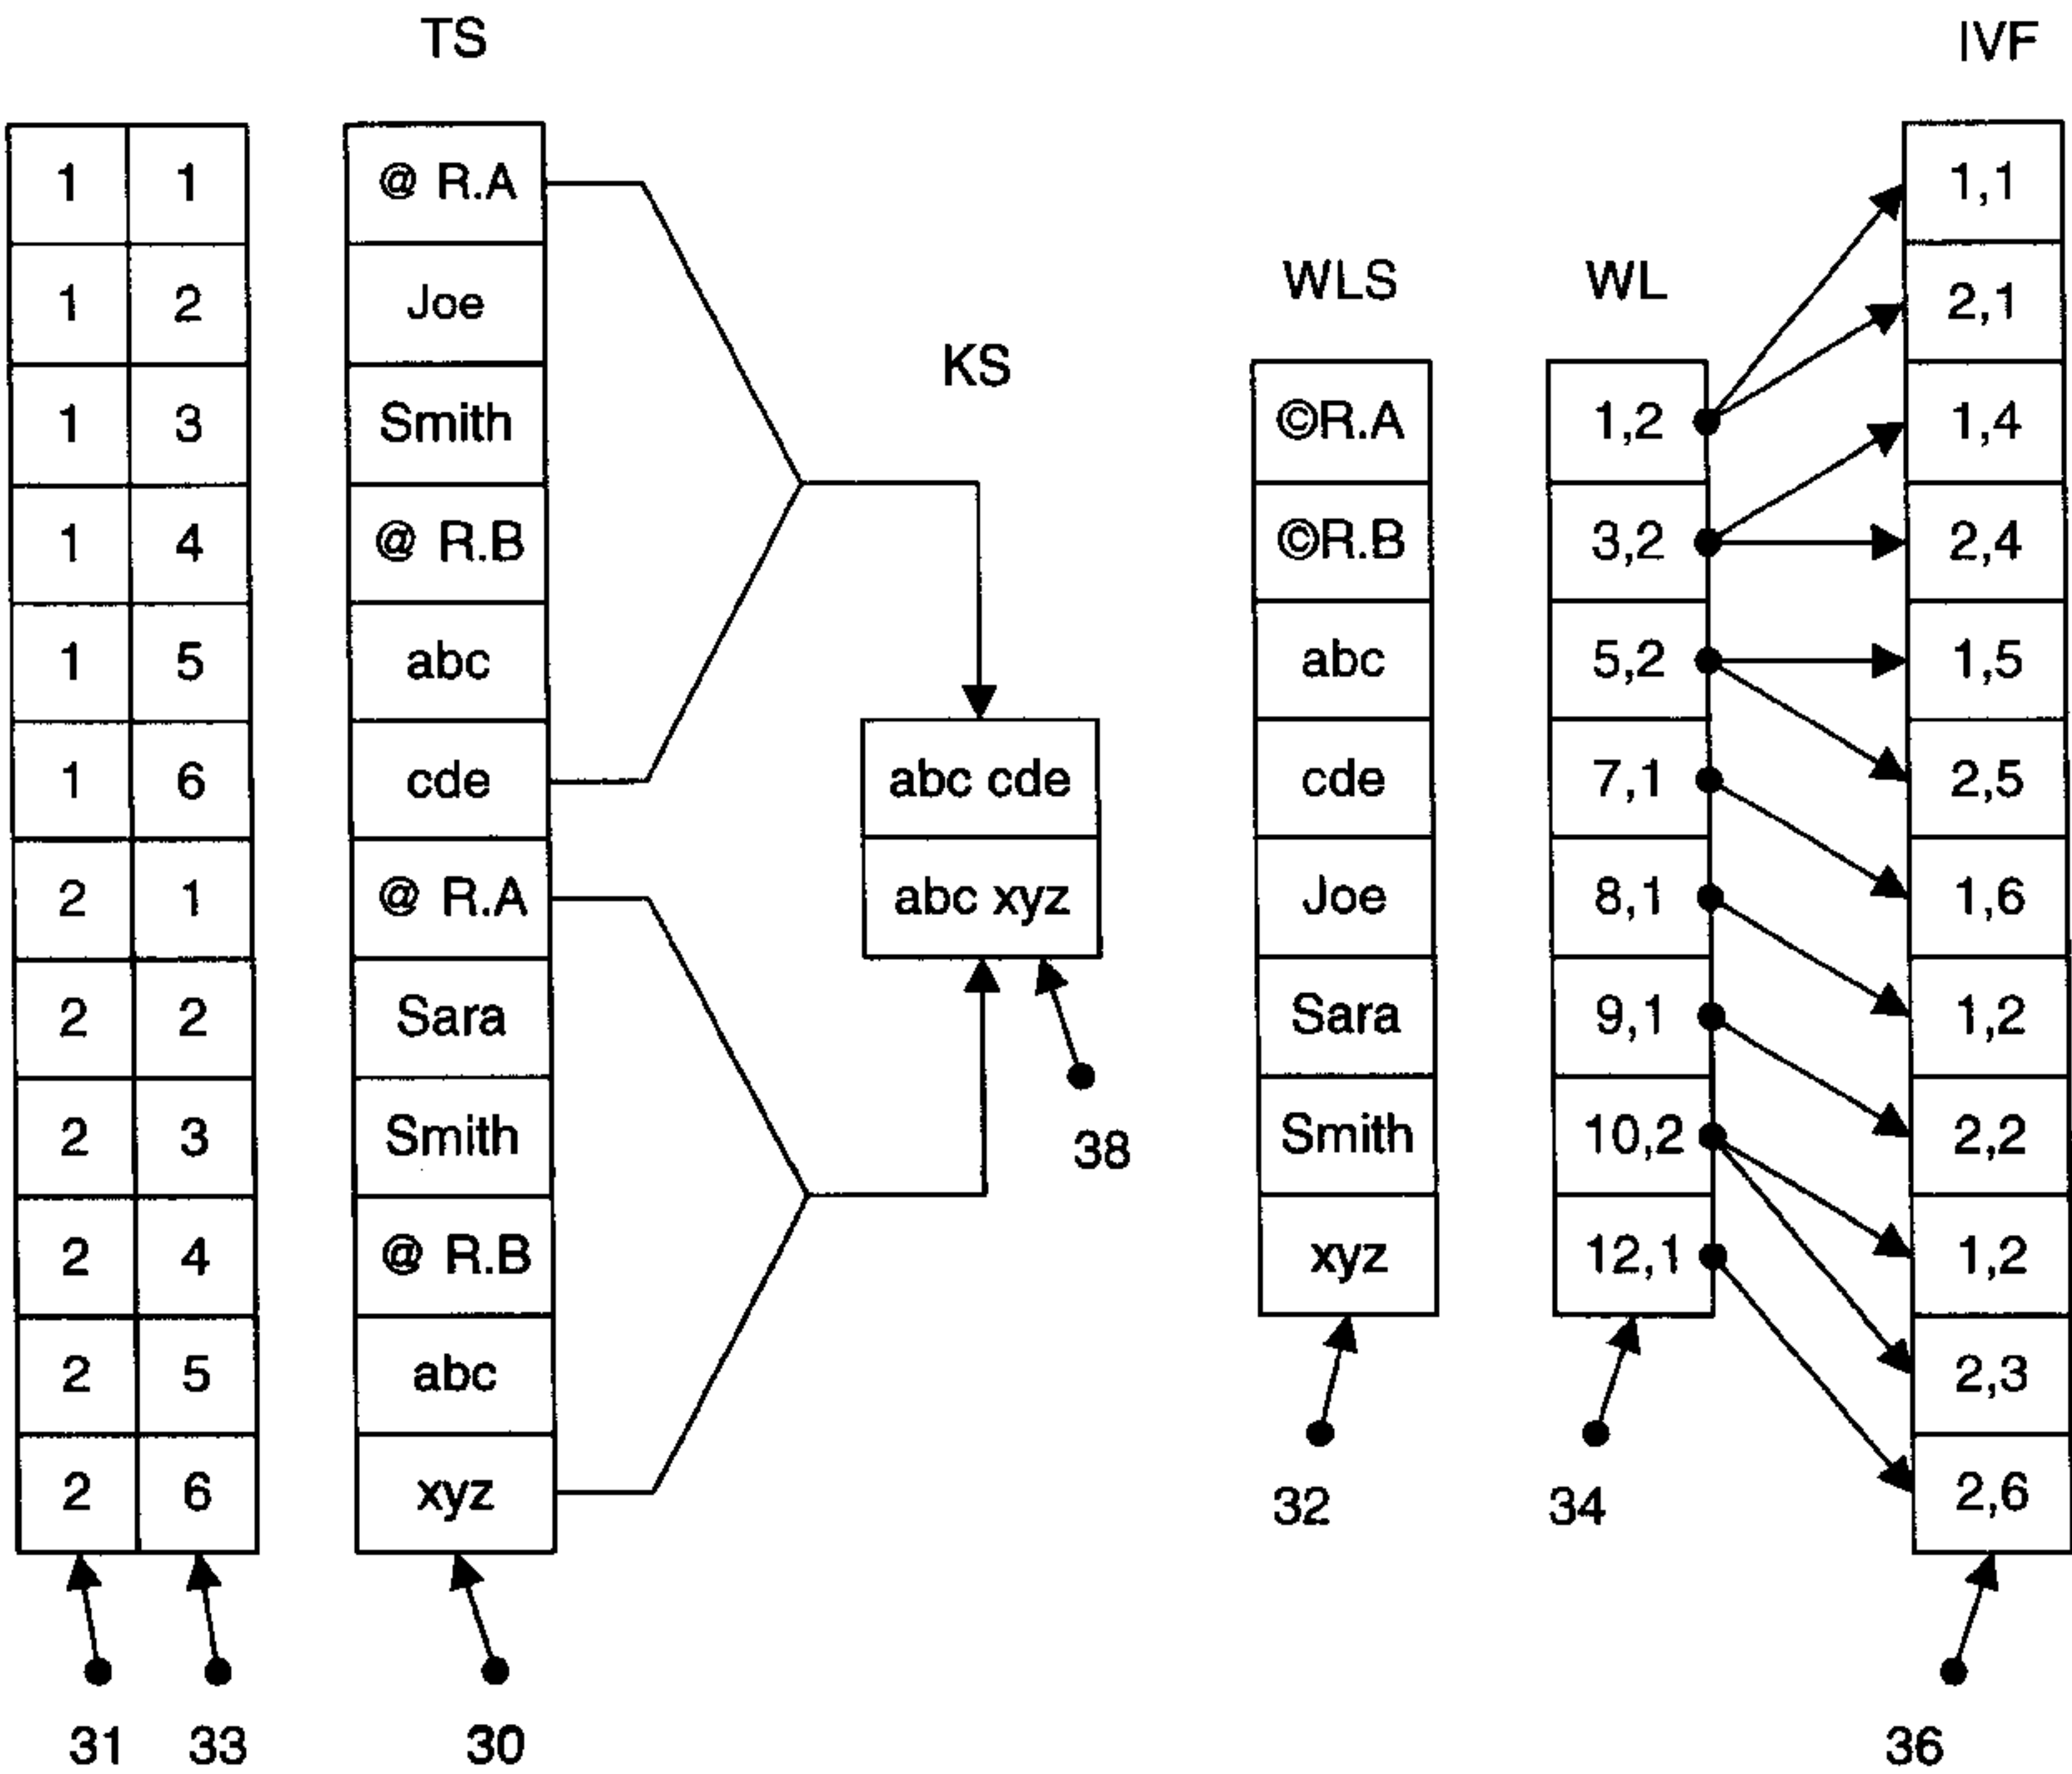 TS
IVF
WLS
WL
KS
1 1 @ R.A
1 2 Joe
1 3 Smith
1 4 @ R.B
1 5 abc
1 6 cde
2 1 @ R.A
2 2 Sara
2 3 Smith
2 4 @ R.B
2 5 abc
2 6 xyz
abc cde
abc xyz
38
©R.A
©R.B
abc
cde
Joe
Sara
Smith
xyz
1,2
3,2
5,2
7,1
8,1
9,1
10,2
12,1
1,1
2,1
1,4
2,4
1,5
2,5
1,6
1,2
2,2
1,2
2,3
2,6
32
34
31
33
30
36